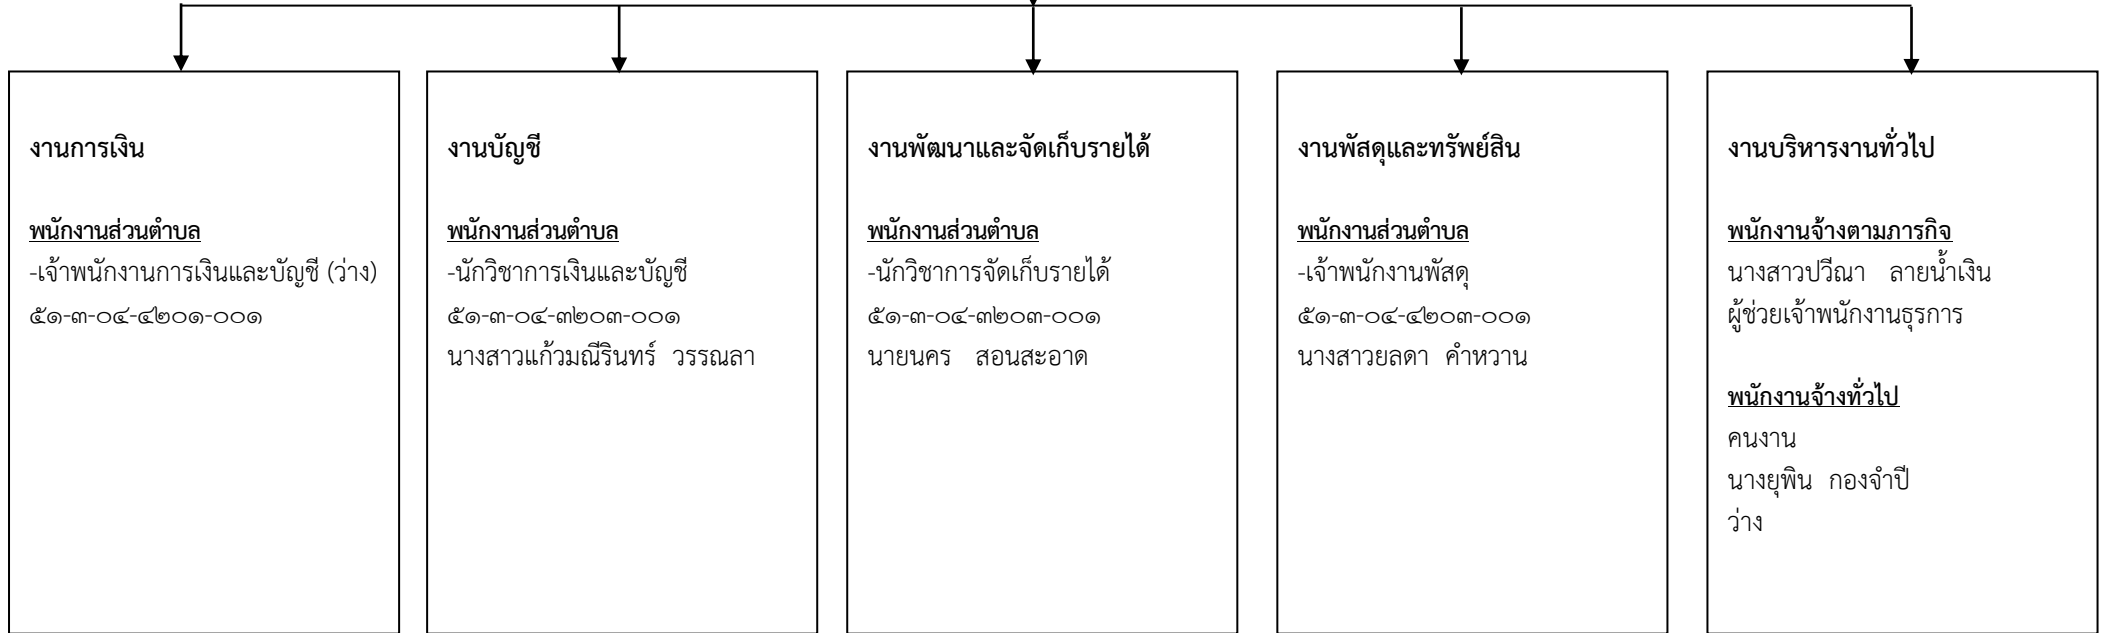 งานการเงิน
พนักงานส่วนตำบล
-เจ้าพนักงานการเงินและบัญชี (ว่าง)
๕๑-๓-๐๔-๔๒๐๑-๐๐๑
งานบัญชี
พนักงานส่วนตำบล
-นักวิชาการเงินและบัญชี
๕๑-๓-๐๔-๓๒๐๓-๐๐๑
นางสาวแก้วมณีรินทร์ วรรณลา
งานพัฒนาและจัดเก็บรายได้
พนักงานส่วนตำบล
-นักวิชาการจัดเก็บรายได้
๕๑-๓-๐๔-๓๒๐๓-๐๐๑
นายนคร สอนสะอาด
งานพัสดุและทรัพย์สิน
พนักงานส่วนตำบล
-เจ้าพนักงานพัสดุ
๕๑-๓-๐๔-๔๒๐๓-๐๐๑
นางสาวยลดา คำหวาน
งานบริหารงานทั่วไป
พนักงานจ้างตามภารกิจ
นางสาวปวีณา ลายน้ำเงิน
ผู้ช่วยเจ้าพนักงานธุรการ
พนักงานจ้างทั่วไป
คนงาน
นางยุพิน กองจำปี
ว่าง